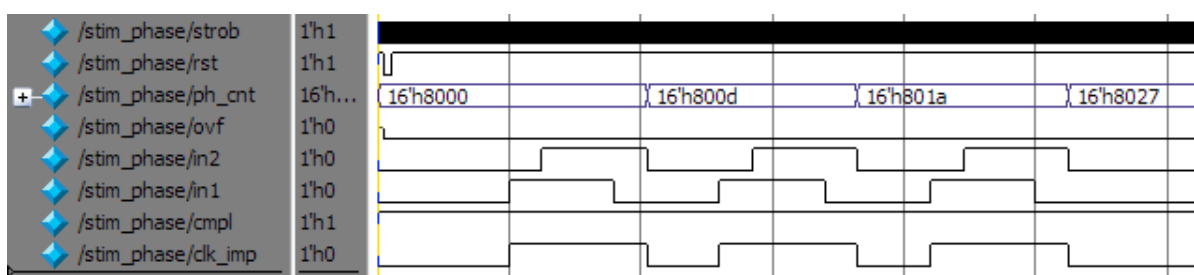 /stim_phase/strob 1'h1
/stim_phase/rst 1'h1
/stim_phase/ph_cnt 16'h... 16'h8000 16'h800d 16'h801a 16'h8027
/stim_phase/ovf 1'h0
/stim_phase/in2 1'h0
/stim_phase/in1 1'h0
/stim_phase/cmpl 1'h1
/stim_phase/clk_imp 1'h0